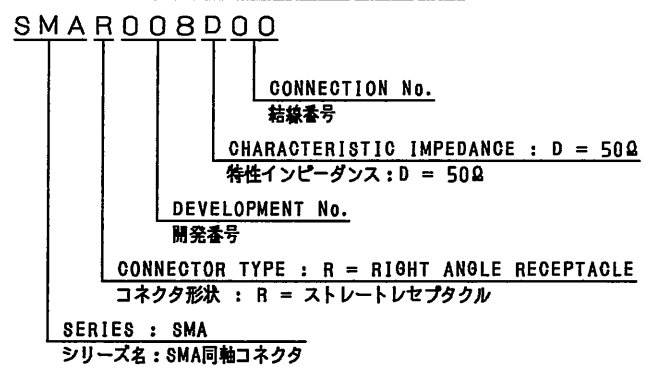 SMAR008D00
CONNECTION No.
結線番号
CHARACTERISTIC IMPEDANCE : D = 50Ω
特性インピーダンス:D = 50Ω
DEVELOPMENT No.
開発番号
CONNECTOR TYPE : R = RIGHT ANGLE RECEPTACLE
コネクタ形状 : R = ストレートレセプタクル
SERIES : SMA
シリーズ名:SMA同軸コネクタ